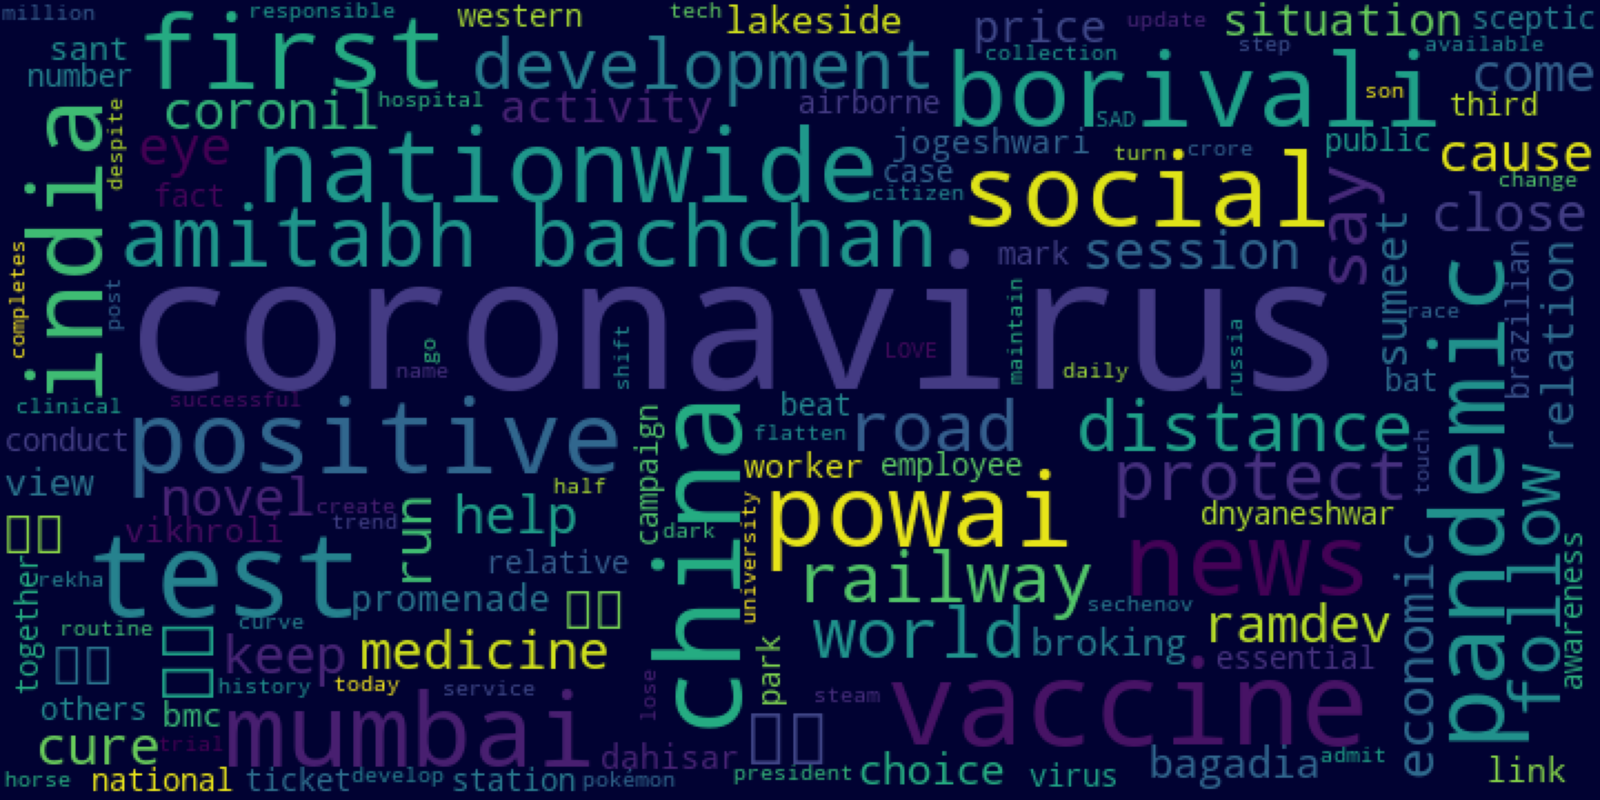 million
responsible
western
tech
lakeside
price
update
situation
sceptic
sant
first
development
collection
step
available
number
borivali
come
coronil
hospital
activity
airborne
SAD
son
third
india
despite
eye
nationwide
jogeshwari
turn
crore
public
cause
fact
case
citizen
social
say
change
amitabh bachchan
mark
session
close
completes
post
coronavirus
sumeet
pandemic
brazilian
relation
go
name
shift
LOVE
maintain
daily
russia
race
bat
clinical
successful
conduct
positive
campaign
china
beat
flatten
road
distance
touch
view
novel
create
half
worker
employee
protect
follow
vikhroli
trend
run
help
dark
university
powai
dnyaneshwar
together
rekha
test
relative
railway
news
economic
awareness
promenade
sechenov
routine
curve
keep
medicine
world
broking
ramdev
essential
history
today
service
lose
park
steam
vaccine
others
bmc
mumbai
cure
trial
dahisar
horse
national
ticket
develop
station
pokémon
president
choice
virus
bagadia
admit
link